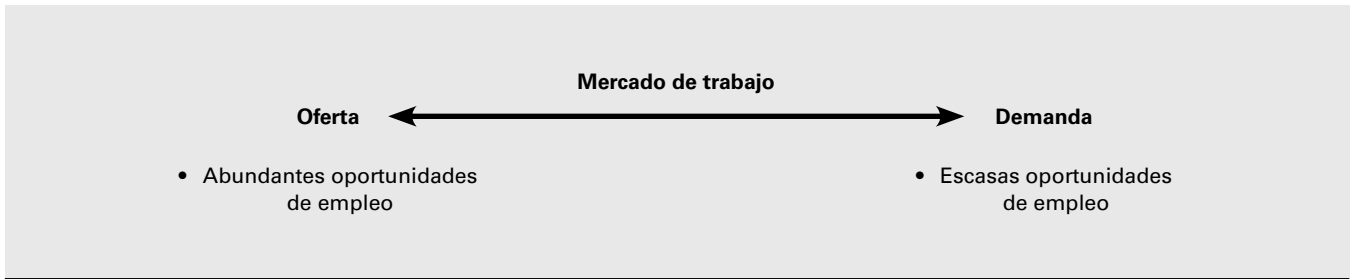 Mercado de trabajo
Oferta
Demanda
• Abundantes oportunidades
de empleo
• Escasas oportunidades
de empleo